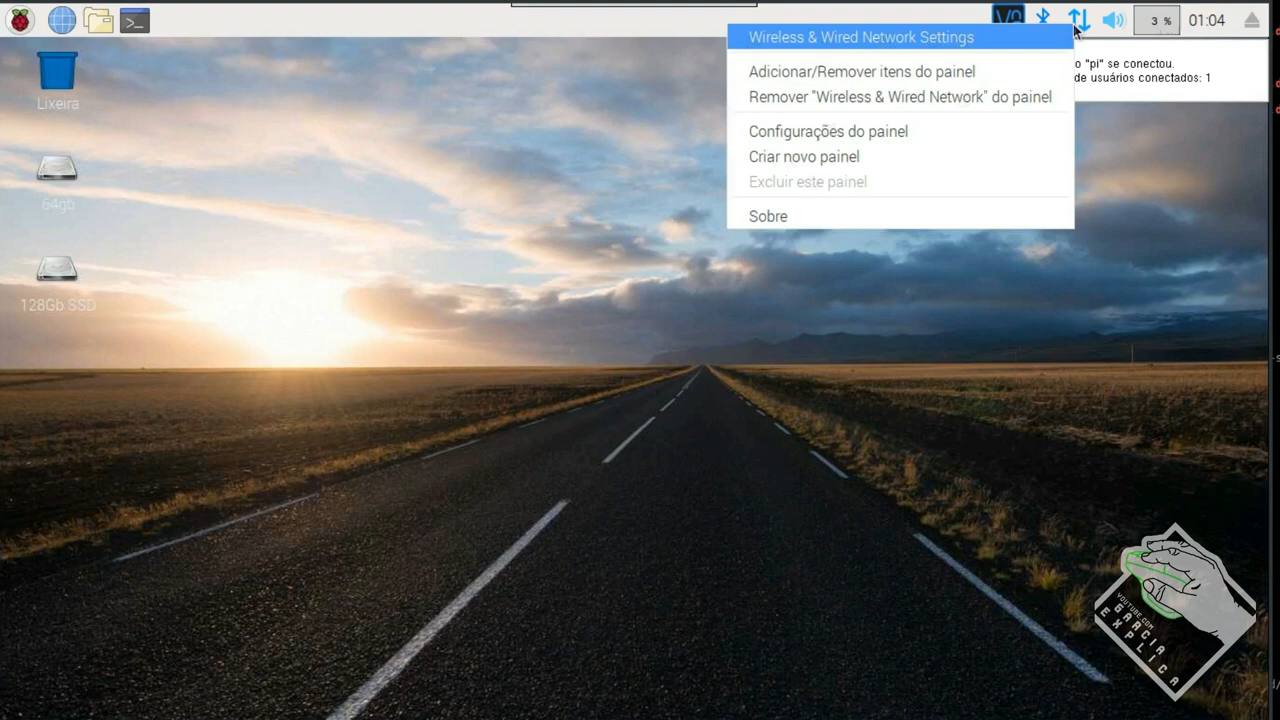 >_
3 %
01:04
Wireless & Wired Network Settings
Adicionar/Remover itens do painel
Remover "Wireless & Wired Network" do painel
Configurações do painel
Criar novo painel
Excluir este painel
Sobre
o "pi" se conectou.
de usuários conectados: 1
Lixeira
64gb
128Gb SSD
YOUTUBE.COM
GARCIA
EXPLICA